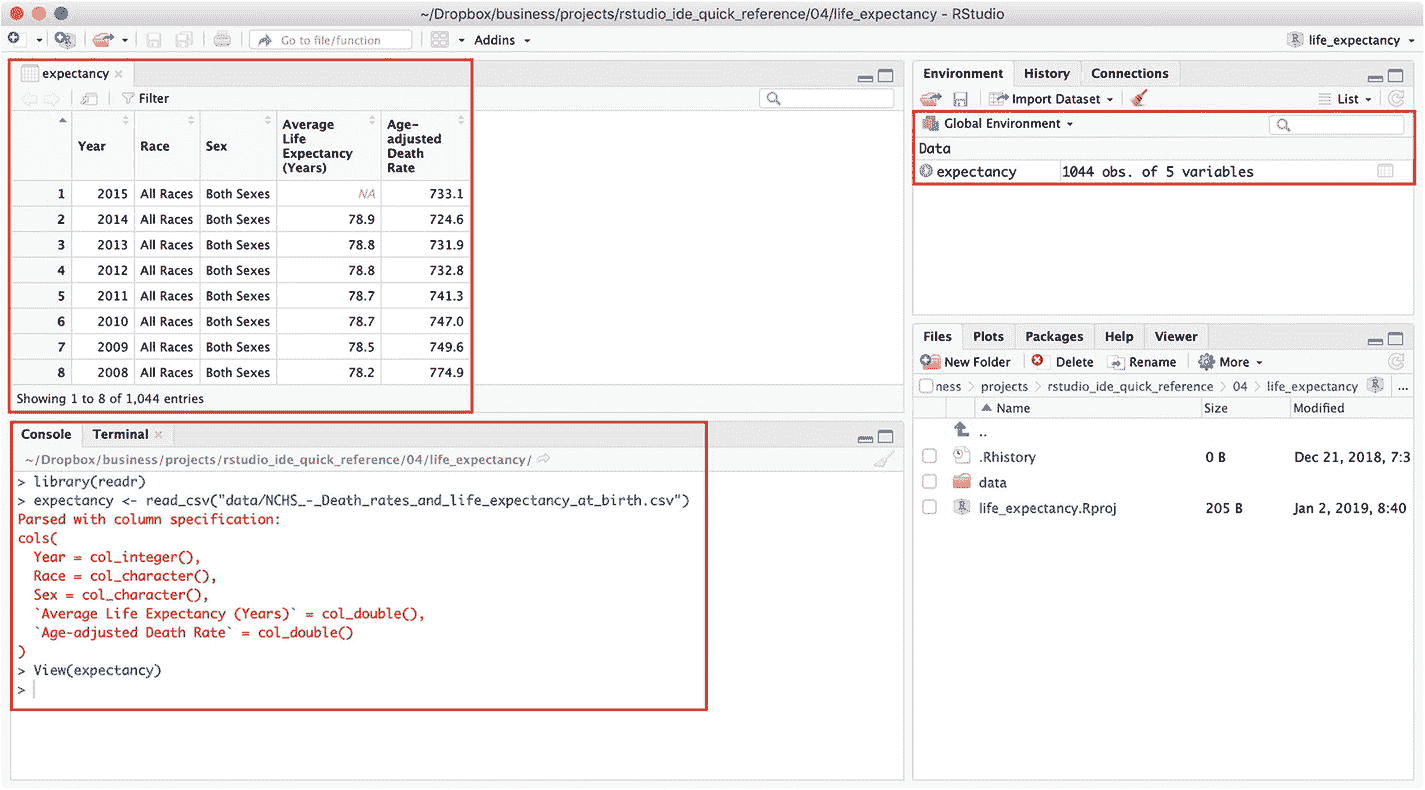 ~/Dropbox/business/projects/rstudio_ide_quick_reference/04/life_expectancy - RStudio
Go to file/function Addins life_expectancy
expectancy
Filter
Year Race Sex Average Life Expectancy (Years) Age-adjusted Death Rate
1 2015 All Races Both Sexes NA 733.1
2 2014 All Races Both Sexes 78.9 724.6
3 2013 All Races Both Sexes 78.8 731.9
4 2012 All Races Both Sexes 78.8 732.8
5 2011 All Races Both Sexes 78.7 741.3
6 2010 All Races Both Sexes 78.7 747.0
7 2009 All Races Both Sexes 78.5 749.6
8 2008 All Races Both Sexes 78.2 774.9
Showing 1 to 8 of 1,044 entries
Console Terminal
~/Dropbox/business/projects/rstudio_ide_quick_reference/04/life_expectancy/
> library(readr)
> expectancy <- read_csv("data/NCHS_-_Death_rates_and_life_expectancy_at_birth.csv")
Parsed with column specification:
cols(
  Year = col_integer(),
  Race = col_character(),
  Sex = col_character(),
  `Average Life Expectancy (Years)` = col_double(),
  `Age-adjusted Death Rate` = col_double()
)
> View(expectancy)
>
Environment History Connections
Import Dataset List
Global Environment
Data
expectancy 1044 obs. of 5 variables
Files Plots Packages Help Viewer
New Folder Delete Rename More
ness > projects > rstudio_ide_quick_reference > 04 > life_expectancy ...
Name Size Modified
..
.Rhistory 0 B Dec 21, 2018, 7:3
data
life_expectancy.Rproj 205 B Jan 2, 2019, 8:40